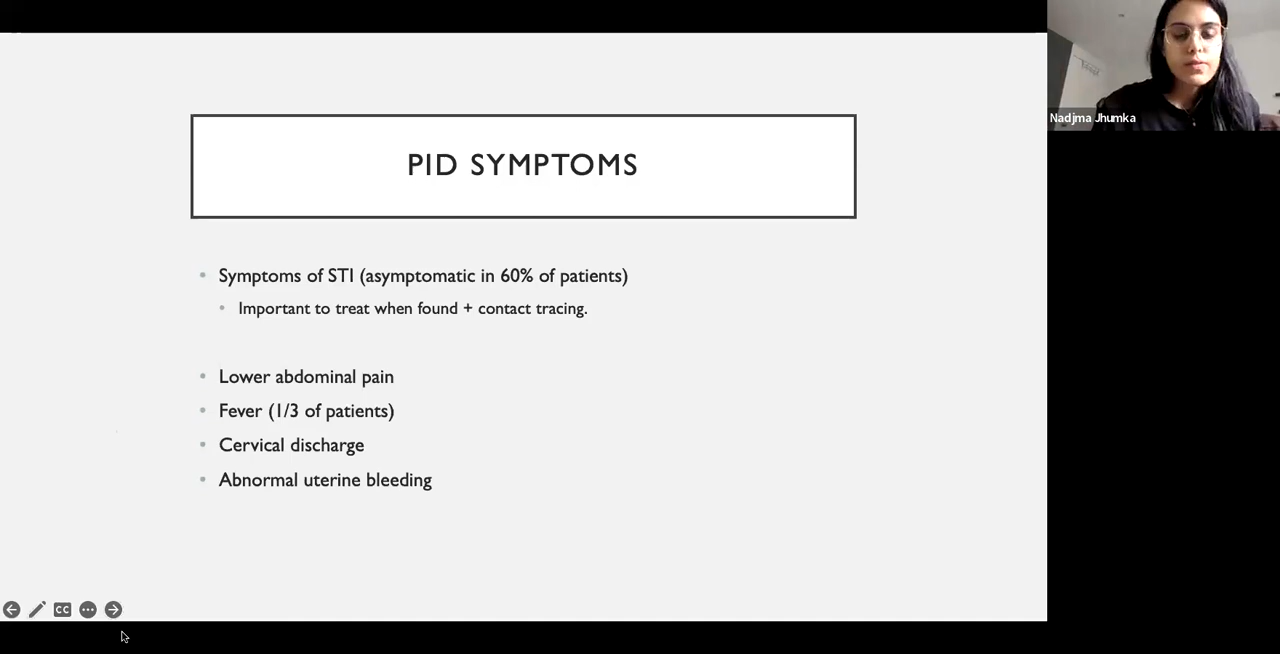 PID SYMPTOMS
Symptoms of STI (asymptomatic in 60% of patients)
Important to treat when found + contact tracing.
Lower abdominal pain
Fever (1/3 of patients)
Cervical discharge
Abnormal uterine bleeding
Nadjma Jhumka
CC